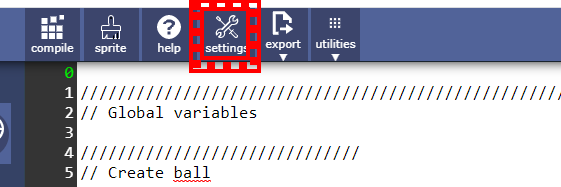 compile sprite help settings export utilities
0
1 ////////////////////////////////////////////////////
2 // Global variables
3
4 //////////////////////////////
5 // Create ball